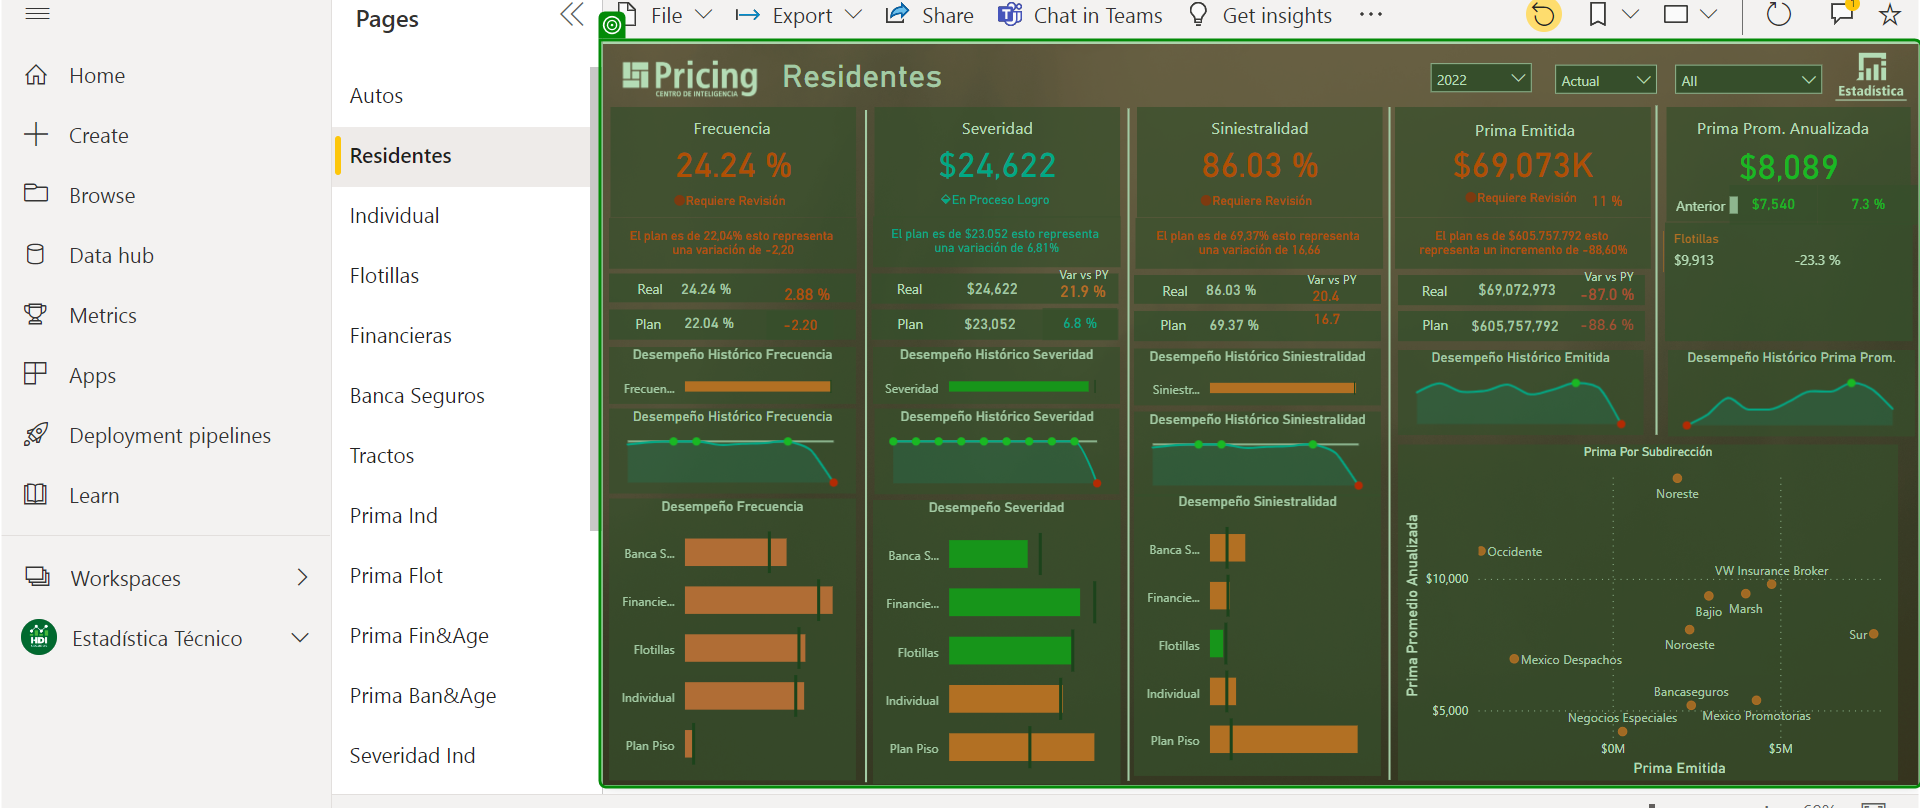 Home
Create
Browse
Data hub
Metrics
Apps
Deployment pipelines
Learn
Workspaces
HDI
Estadística Técnico
Pages
Autos
Residentes
Individual
Flotillas
Financieras
Banca Seguros
Tractos
Prima Ind
Prima Flot
Prima Fin&Age
Prima Ban&Age
Severidad Ind
File
Export
Share
Chat in Teams
Get insights
1
Pricing
CENTRO DE INTELIGENCIA
Residentes
2022
Actual
All
Estadística
Frecuencia
24.24 %
Requiere Revisión
El plan es de 22,04% esto representa
una variación de -2,20
Real 24.24 % 2.88 %
Plan 22.04 % -2.20
Desempeño Histórico Frecuencia
Frecuen...
Desempeño Histórico Frecuencia
Desempeño Frecuencia
Banca S...
Financie...
Flotillas
Individual
Plan Piso
Severidad
$24,622
En Proceso Logro
El plan es de $23.052 esto representa
una variación de 6,81%
Var vs PY
Real $24,622 21.9 %
Plan $23,052 6.8 %
Desempeño Histórico Severidad
Severidad
Desempeño Histórico Severidad
Desempeño Severidad
Banca S...
Financie...
Flotillas
Individual
Plan Piso
Siniestralidad
86.03 %
Requiere Revisión
El plan es de 69,37% esto representa
una variación de 16,66
Var vs PY
Real 86.03 % 20.4
Plan 69.37 % 16.7
Desempeño Histórico Siniestralidad
Siniestr...
Desempeño Histórico Siniestralidad
Desempeño Siniestralidad
Banca S...
Financie...
Flotillas
Individual
Plan Piso
Prima Emitida
$69,073K
Requiere Revisión 11 %
El plan es de $605.757.792 esto
representa un incremento de -88,60%
Var vs PY
Real $69,072,973 -87.0 %
Plan $605,757,792 -88.6 %
Desempeño Histórico Emitida
Prima Prom. Anualizada
$8,089
Anterior $7,540 7.3 %
Flotillas
$9,913 -23.3 %
Desempeño Histórico Prima Prom.
Prima Por Subdirección
Prima Promedio Anualizada
Noreste
Occidente
VW Insurance Broker
$10,000
Bajio
Marsh
Noroeste
Sur
Mexico Despachos
Bancaseguros
$5,000
Negocios Especiales
Mexico Promotorias
$0M
$5M
Prima Emitida